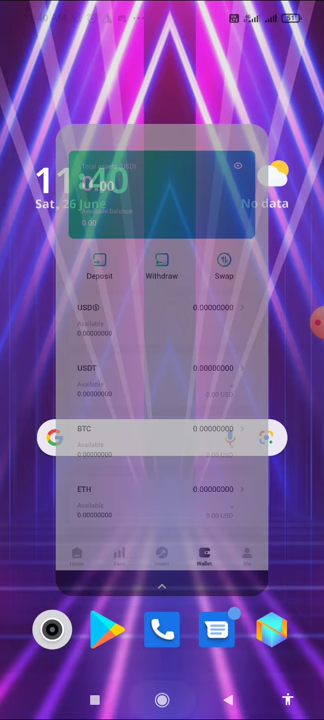 Total assets (USD)
0.00
11:40
Sat, 26 June
Available balance
0.00
No data
Deposit
Withdraw
Swap
USD
0.00000000
Available
0.00000000
USDT
0.00000000
Available
0.00000000
0.00 USD
BTC
0.00000000
Available
0.00000000
0.00 USD
ETH
0.00000000
Available
0.00000000
0.00 USD
Home
Wallet
Me